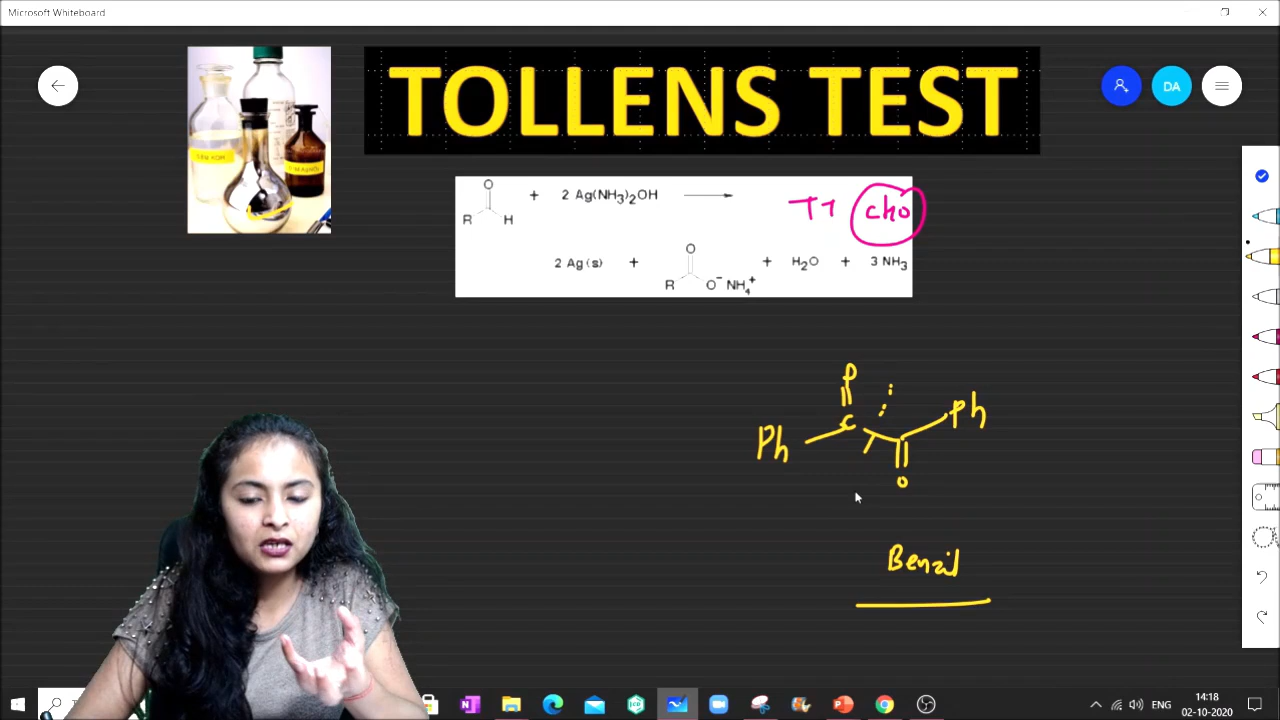 Microsoft Whiteboard
TOLLENS TEST
DA
O
R H + 2 Ag(NH3)2OH
T↑ cho
2 Ag(s) + R O O⁻ NH4⁺ + H2O + 3 NH3
O
Ph C Ph
O
Benzil
14:18
ENG
02-10-2020